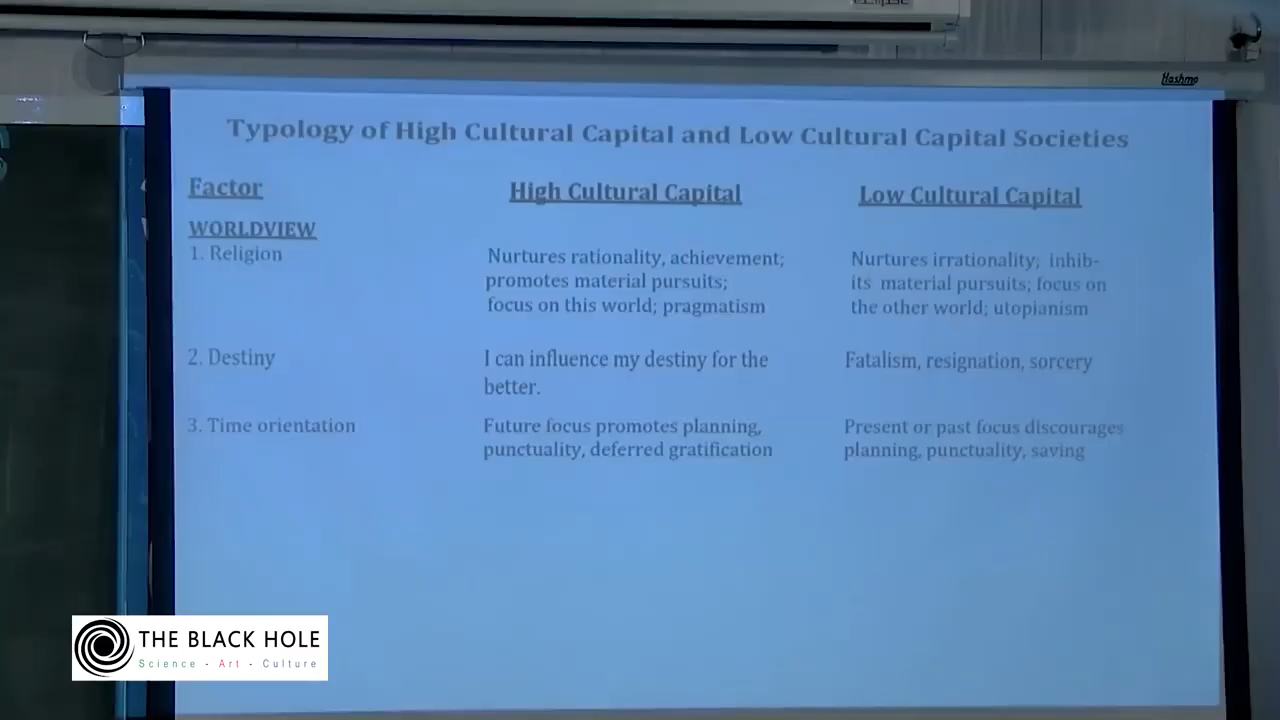 Hashmo
Typology of High Cultural Capital and Low Cultural Capital Societies
Factor
High Cultural Capital
Low Cultural Capital
WORLDVIEW
1. Religion
Nurtures rationality, achievement;
promotes material pursuits;
focus on this world; pragmatism
Nurtures irrationality; inhib-
its material pursuits; focus on
the other world; utopianism
2. Destiny
I can influence my destiny for the
better.
Fatalism, resignation, sorcery
3. Time orientation
Future focus promotes planning,
punctuality, deferred gratification
Present or past focus discourages
planning, punctuality, saving
THE BLACK HOLE
Science - Art - Culture